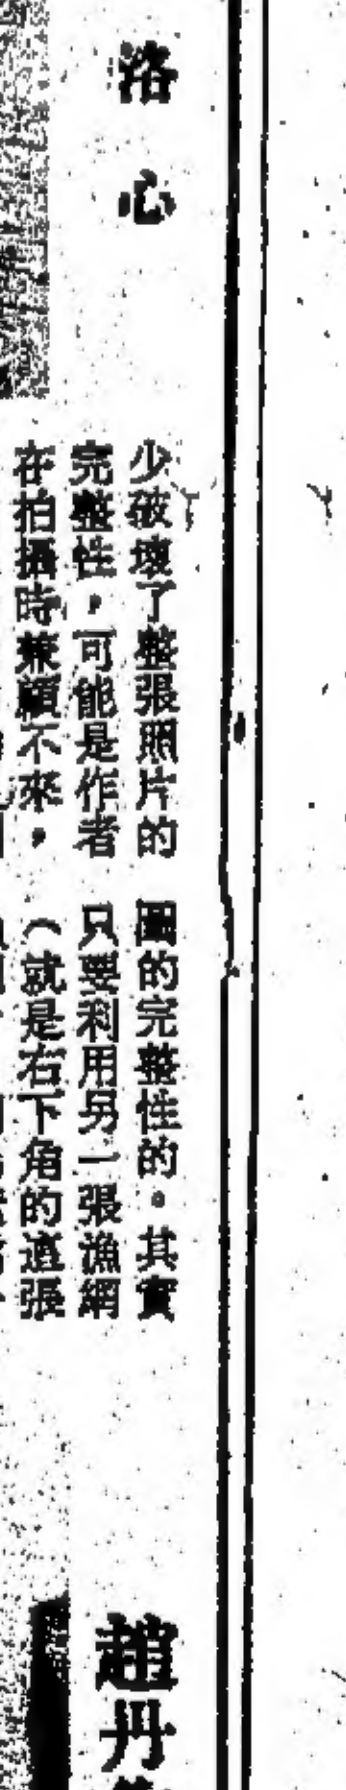 洛心
少破壞了整張照片的
完整性，可能是作者
在拍攝時兼顧不來，
圖的完整性的。其實
只要利用另一張漁網
（就是右下角的這張
趙丹